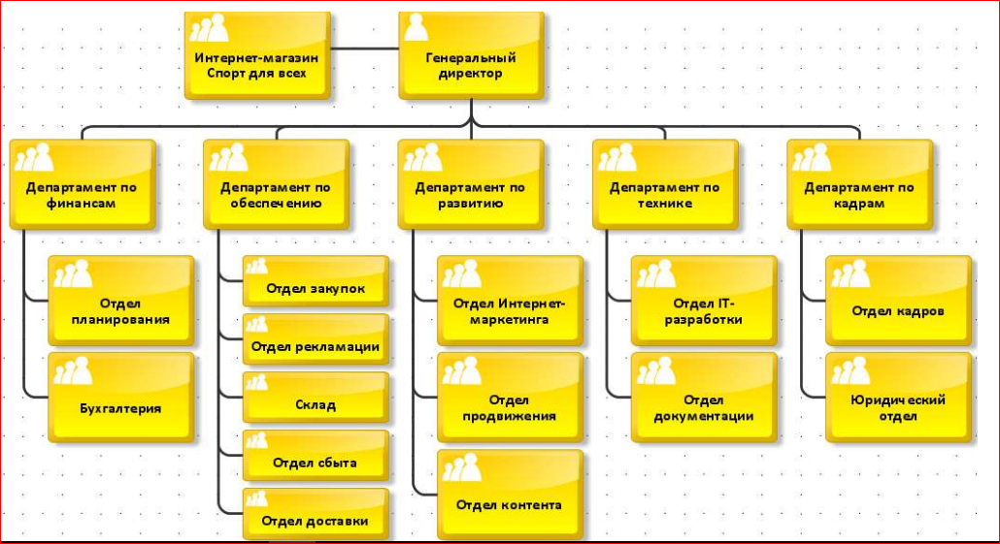 Интернет-магазин
Спорт для всех
Генеральный
директор
Департамент по
финансам
Департамент по
обеспечению
Департамент по
развитию
Департамент по
технике
Департамент по
кадрам
Отдел
планирования
Бухгалтерия
Отдел закупок
Отдел рекламации
Склад
Отдел сбыта
Отдел доставки
Отдел Интернет-
маркетинга
Отдел
продвижения
Отдел контента
Отдел IT-
разработки
Отдел
документации
Отдел кадров
Юридический
отдел